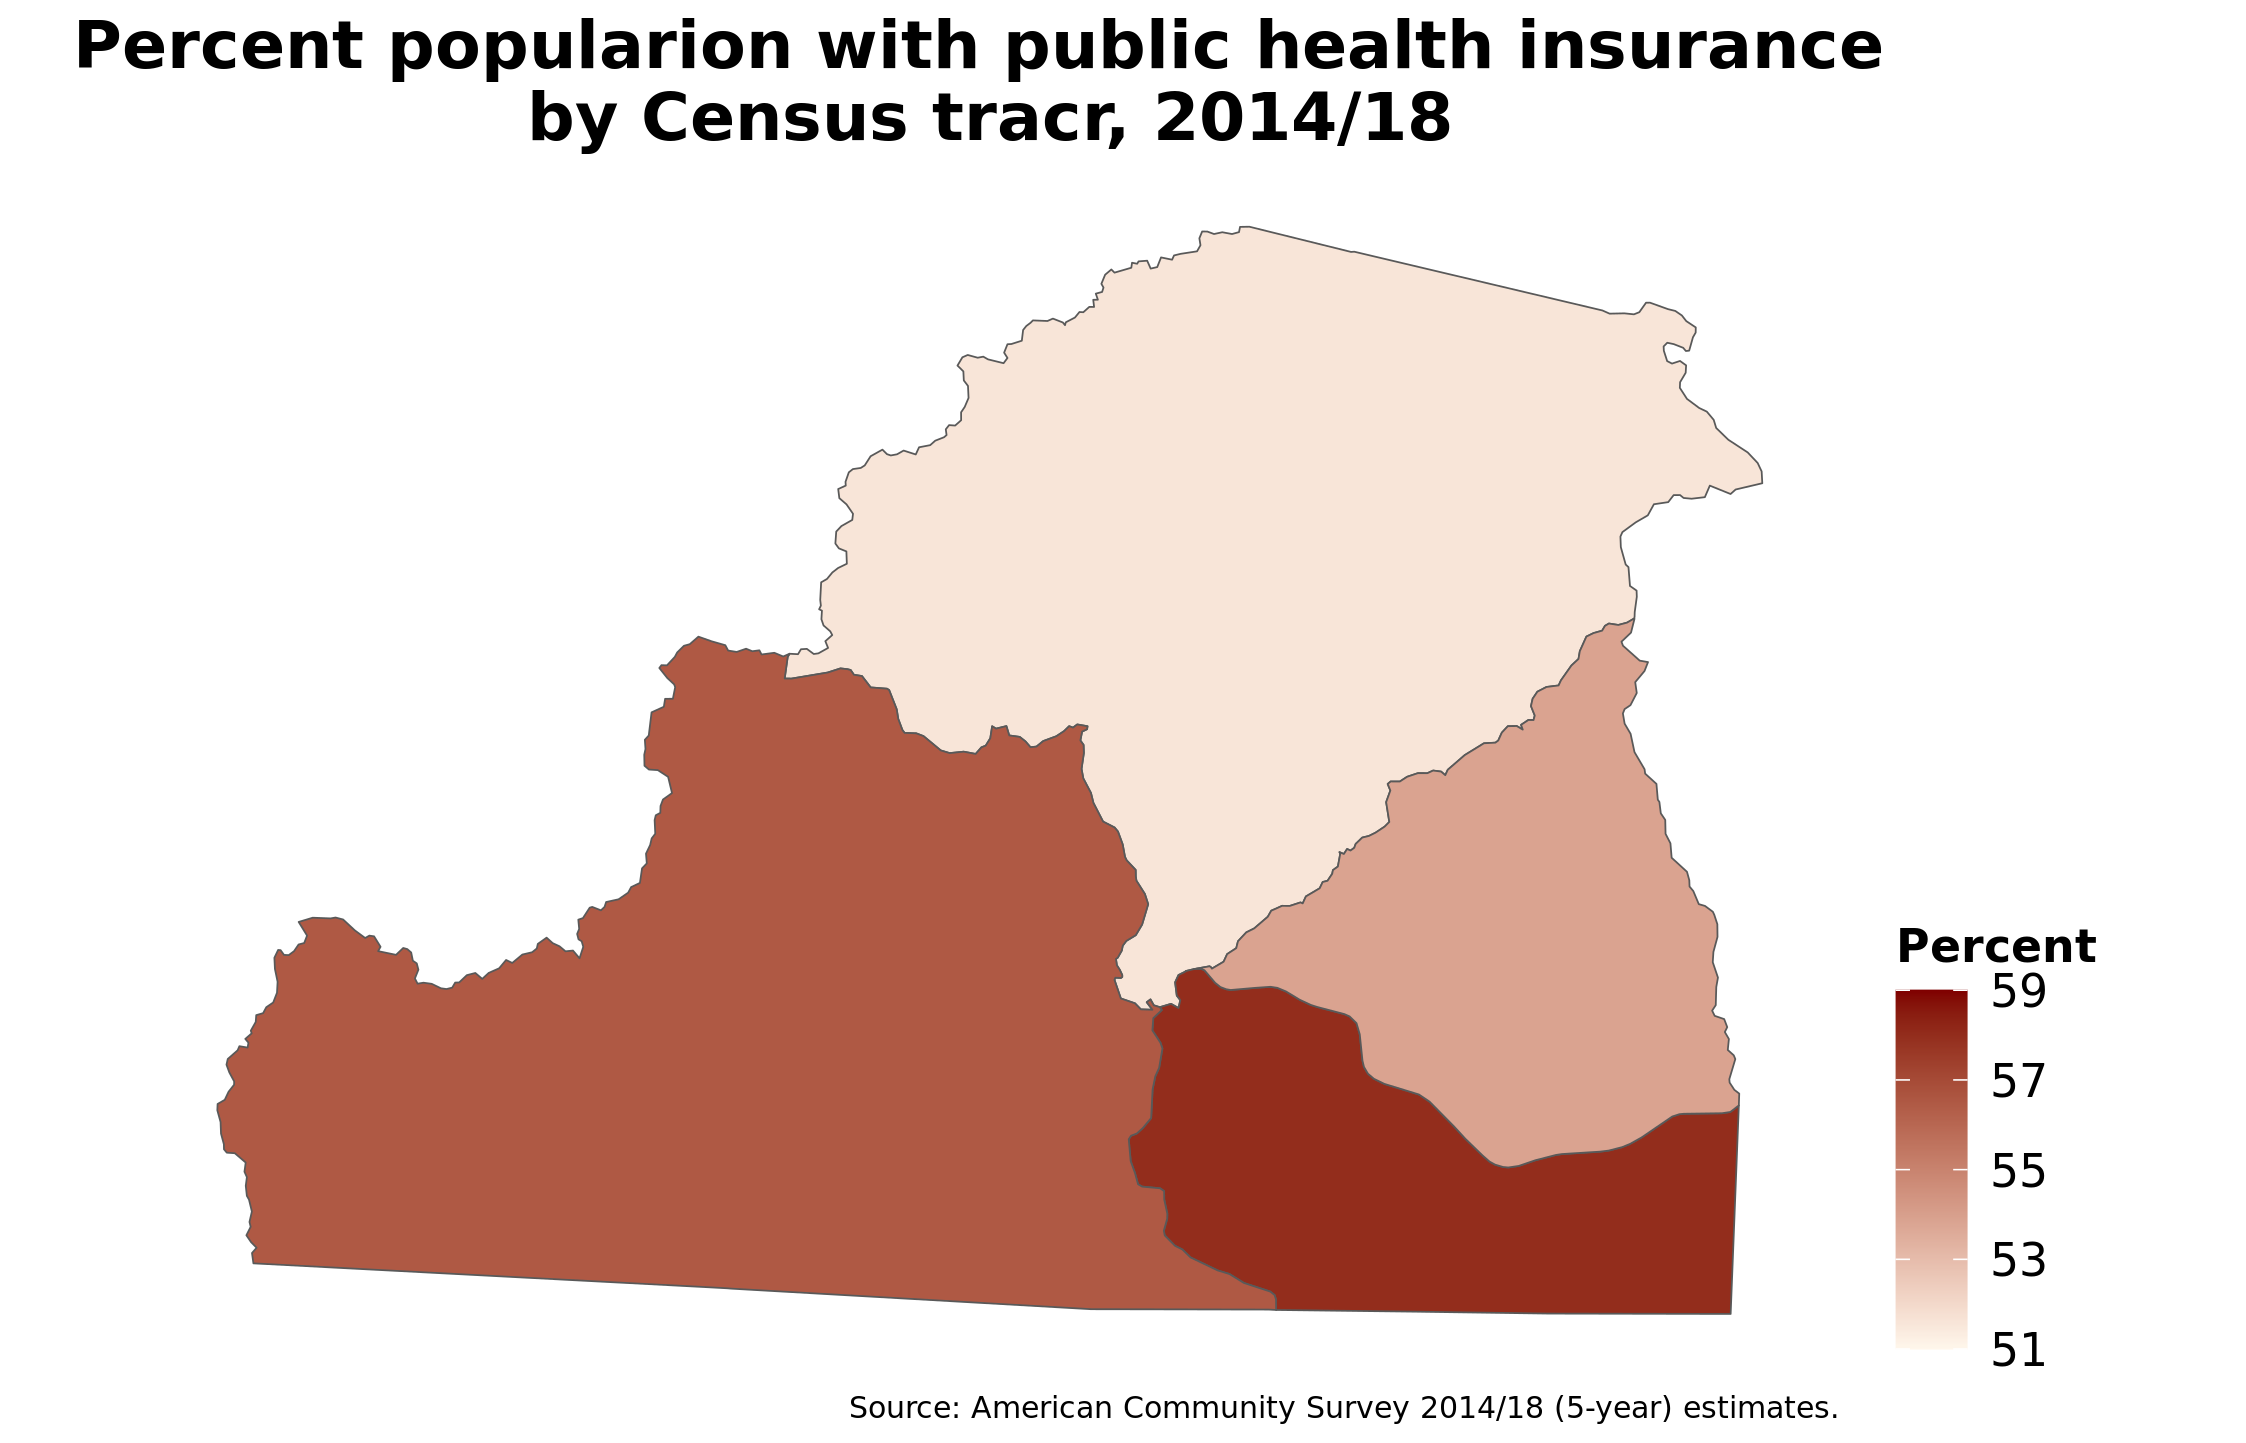 Percent popularion with public health insurance
by Census tracr, 2014/18
Percent
59
57
55
53
51
Source: American Community Survey 2014/18 (5-year) estimates.